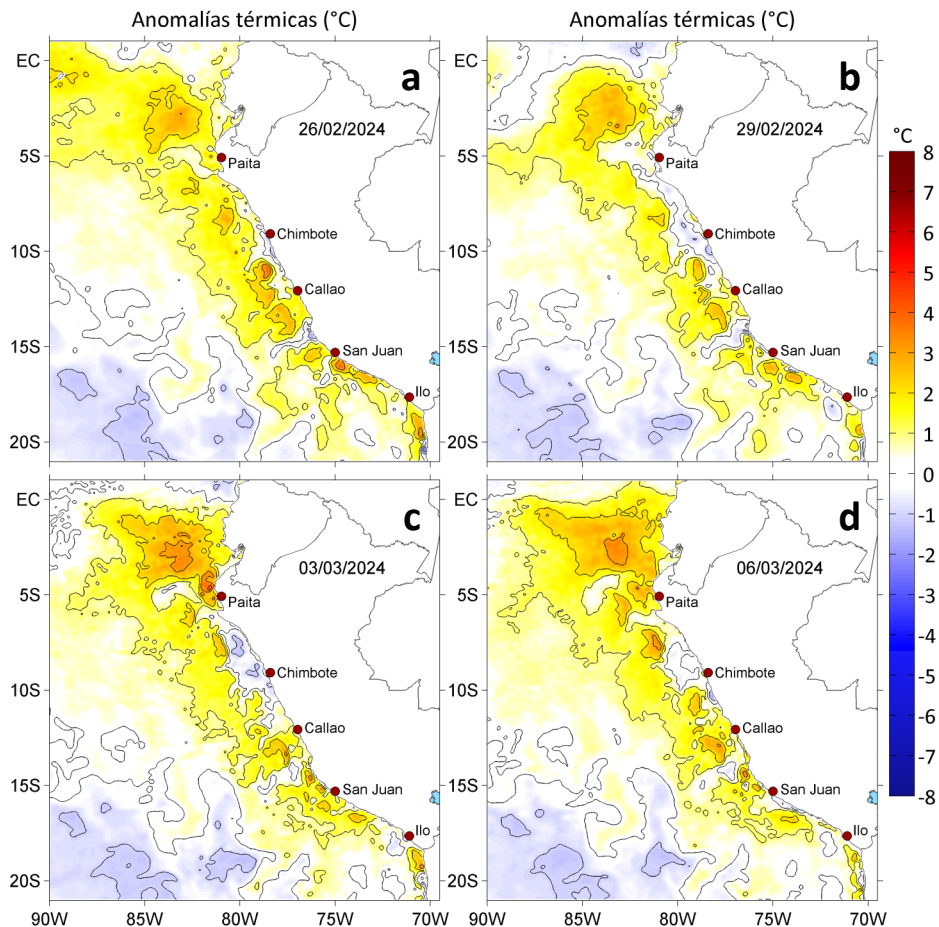 Anomalías térmicas (°C) Anomalías térmicas (°C)
EC a EC b
26/02/2024 29/02/2024
°C
5S Paita 5S Paita
8
7
6
5
4
3
2
1
0
-1
-2
-3
-4
-5
-6
-7
-8
10S Chimbote 10S Chimbote
Callao Callao
15S San Juan 15S San Juan
Ilo Ilo
20S 20S
EC c EC d
03/03/2024 06/03/2024
5S Paita 5S Paita
10S Chimbote 10S Chimbote
Callao Callao
15S San Juan 15S San Juan
Ilo Ilo
20S 20S
90W 85W 80W 75W 70W 85W 80W 75W 70W